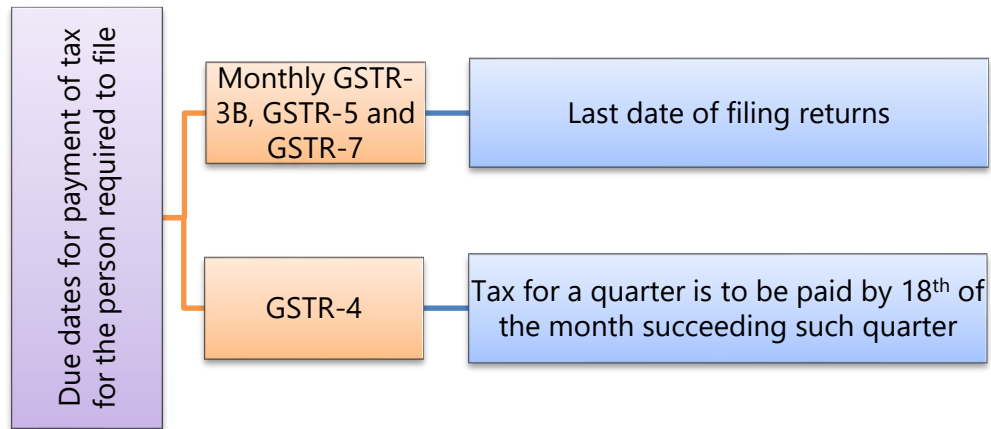 Due dates for payment of tax
for the person required to file
Monthly GSTR-
3B, GSTR-5 and
GSTR-7
Last date of filing returns
GSTR-4
Tax for a quarter is to be paid by 18th of
the month succeeding such quarter